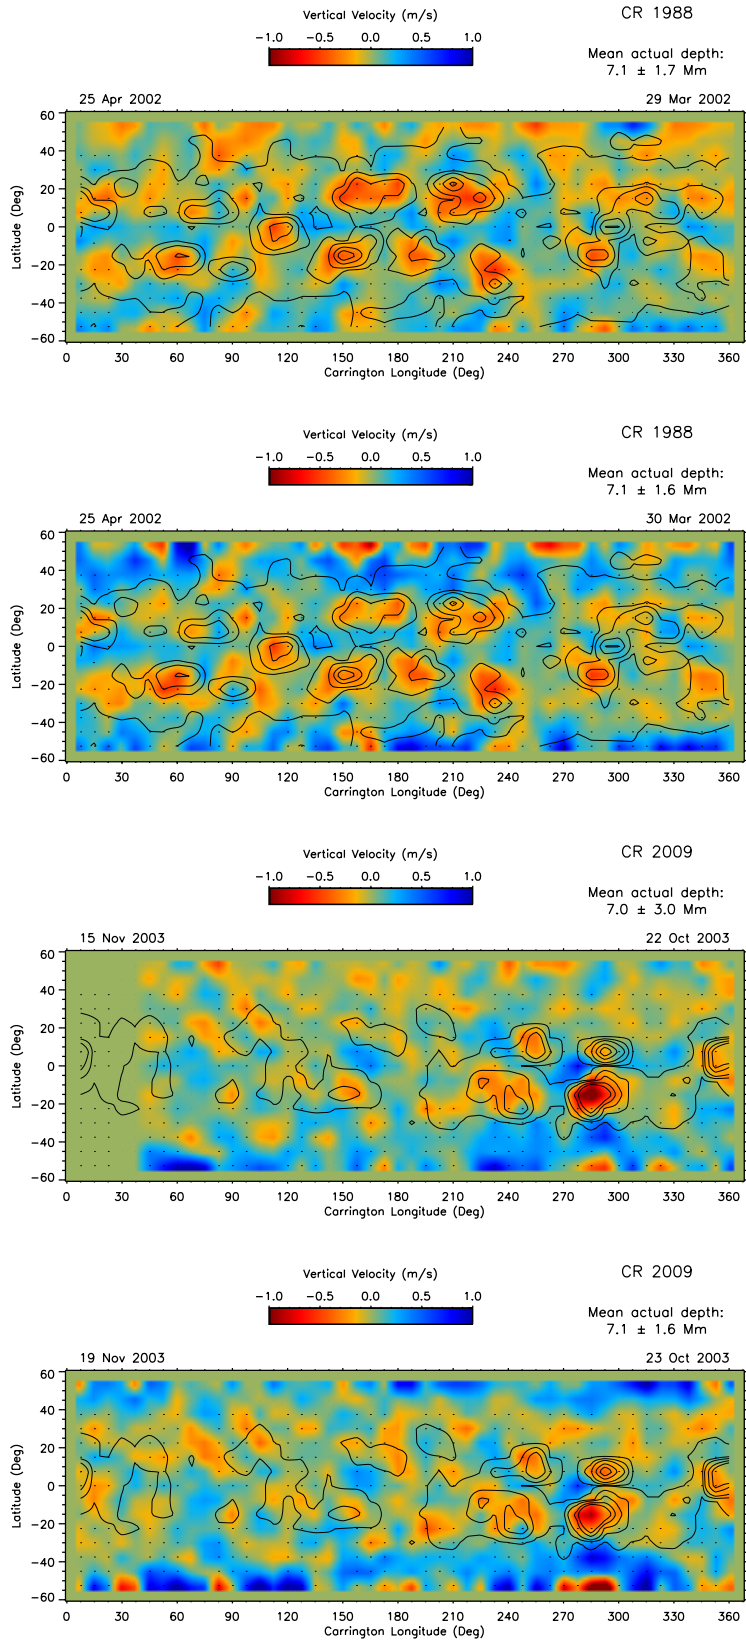 Vertical Velocity (m/s)
CR 1988
−1.0 −0.5 0.0 0.5 1.0
Mean actual depth:
7.1 ± 1.7 Mm
25 Apr 2002
29 Mar 2002
60
40
20
0
−20
−40
−60
Latitude (Deg)
0 30 60 90 120 150 180 210 240 270 300 330 360
Carrington Longitude (Deg)
Vertical Velocity (m/s)
CR 1988
−1.0 −0.5 0.0 0.5 1.0
Mean actual depth:
7.1 ± 1.6 Mm
25 Apr 2002
30 Mar 2002
60
40
20
0
−20
−40
−60
Latitude (Deg)
0 30 60 90 120 150 180 210 240 270 300 330 360
Carrington Longitude (Deg)
Vertical Velocity (m/s)
CR 2009
−1.0 −0.5 0.0 0.5 1.0
Mean actual depth:
7.0 ± 3.0 Mm
15 Nov 2003
22 Oct 2003
60
40
20
0
−20
−40
−60
Latitude (Deg)
0 30 60 90 120 150 180 210 240 270 300 330 360
Carrington Longitude (Deg)
Vertical Velocity (m/s)
CR 2009
−1.0 −0.5 0.0 0.5 1.0
Mean actual depth:
7.1 ± 1.6 Mm
19 Nov 2003
23 Oct 2003
60
40
20
0
−20
−40
−60
Latitude (Deg)
0 30 60 90 120 150 180 210 240 270 300 330 360
Carrington Longitude (Deg)